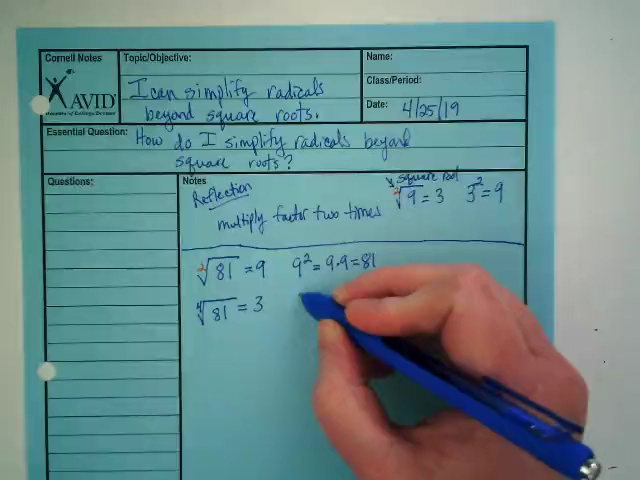 Cornell Notes
AVID
Topic/Objective:
I can simplify radicals
beyond square roots.
Name:
Class/Period:
Date: 4/25/19
Essential Question: How do I simplify radicals beyond
square roots?
Questions:
Notes
Reflection
multiply factor two times
square root
²√9 = 3 3² = 9
²√81 = 9 9² = 9·9 = 81
⁴√81 = 3